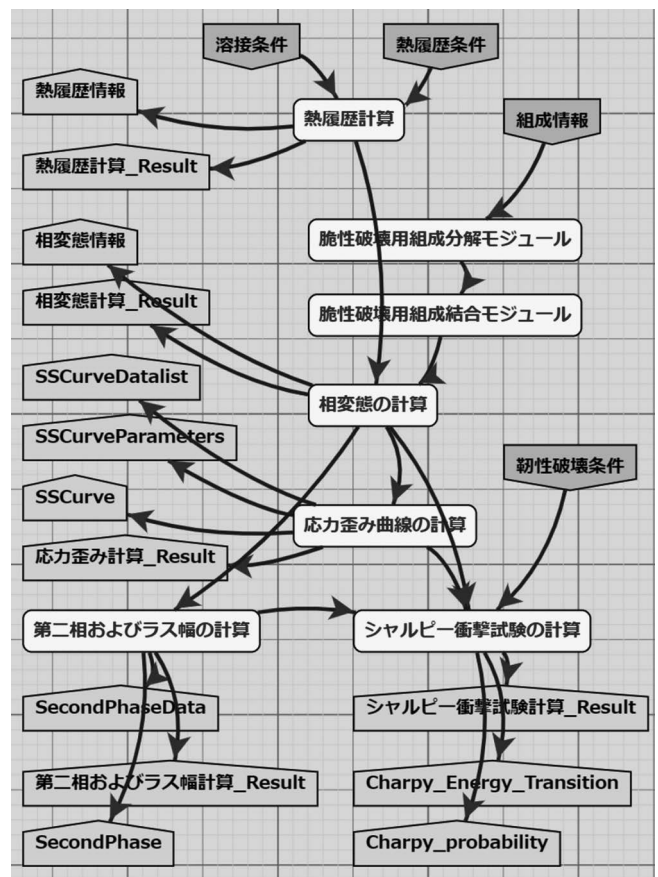 溶接条件
熱履歴条件
熱履歴情報
熱履歴計算
組成情報
熱履歴計算_Result
相変態情報
脆性破壊用組成分解モジュール
相変態計算_Result
脆性破壊用組成結合モジュール
SSCurveDatalist
相変態の計算
SSCurveParameters
靭性破壊条件
SSCurve
応力歪み曲線の計算
応力歪み計算_Result
第二相およびラス幅の計算
シャルピー衝撃試験の計算
SecondPhaseData
シャルピー衝撃試験計算_Result
第二相およびラス幅計算_Result
Charpy_Energy_Transition
SecondPhase
Charpy_probability